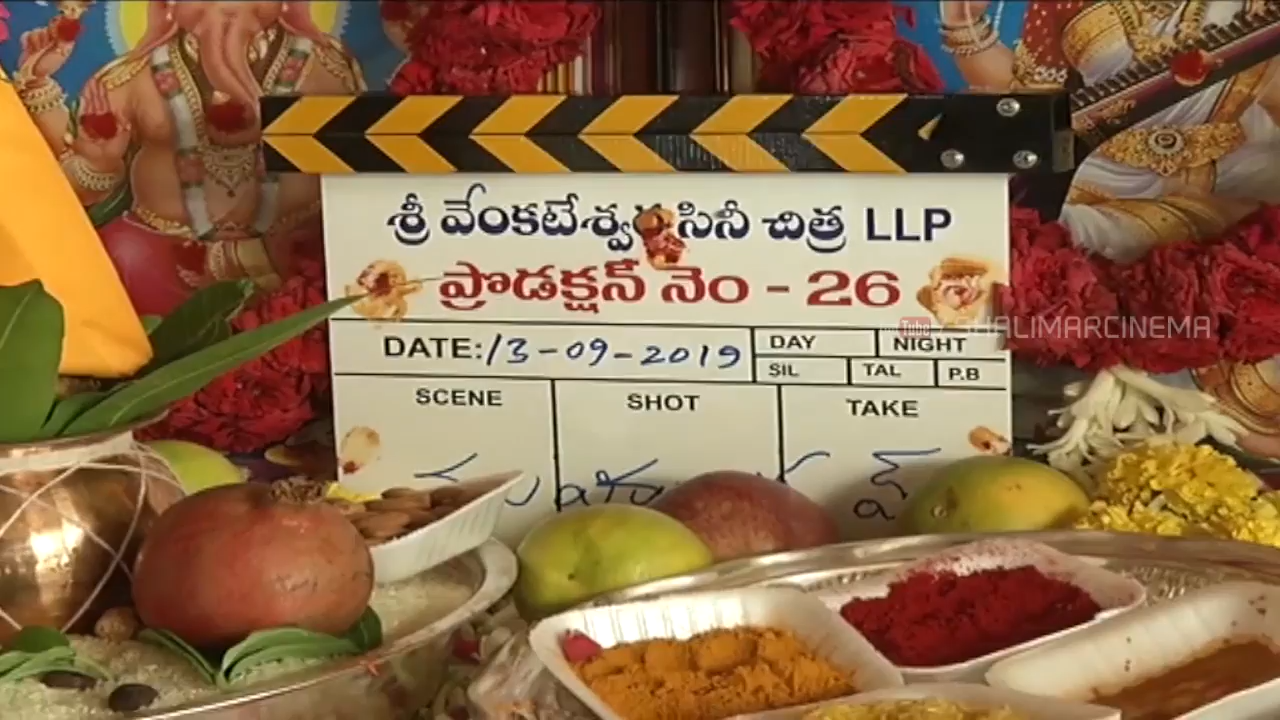 శ్రీ వేంకటేశ్వర సినీ చిత్ర LLP
ప్రొడక్షన్ నెం - 26
DATE: 13-09-2019
DAY
NIGHT
SIL
TAL
P.B
SCENE
SHOT
TAKE
SHALIMARCINEMA